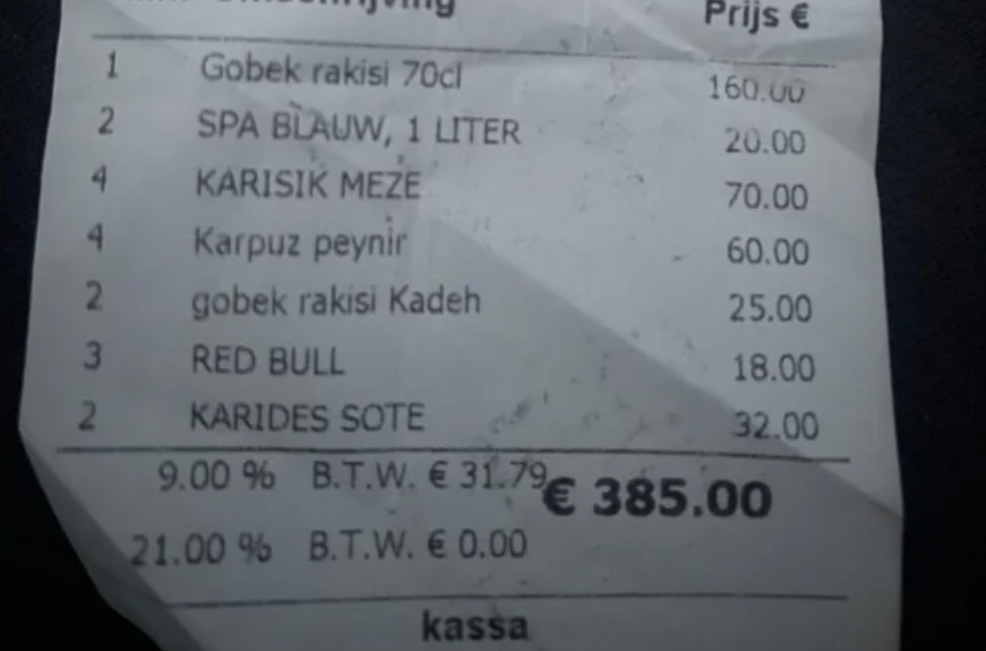 Prijs €
1 Gobek rakisi 70cl 160.00
2 SPA BLAUW, 1 LITER 20.00
4 KARISIK MEZE 70.00
4 Karpuz peynir 60.00
2 gobek rakisi Kadeh 25.00
3 RED BULL 18.00
2 KARIDES SOTE 32.00
9.00 % B.T.W. € 31.79
€ 385.00
21.00 % B.T.W. € 0.00
kassa